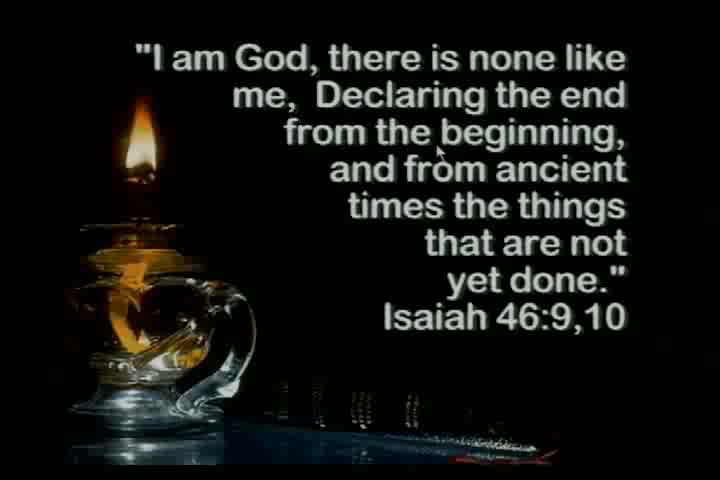 "I am God, there is none like
me, Declaring the end
from the beginning,
and from ancient
times the things
that are not
yet done."
Isaiah 46:9,10